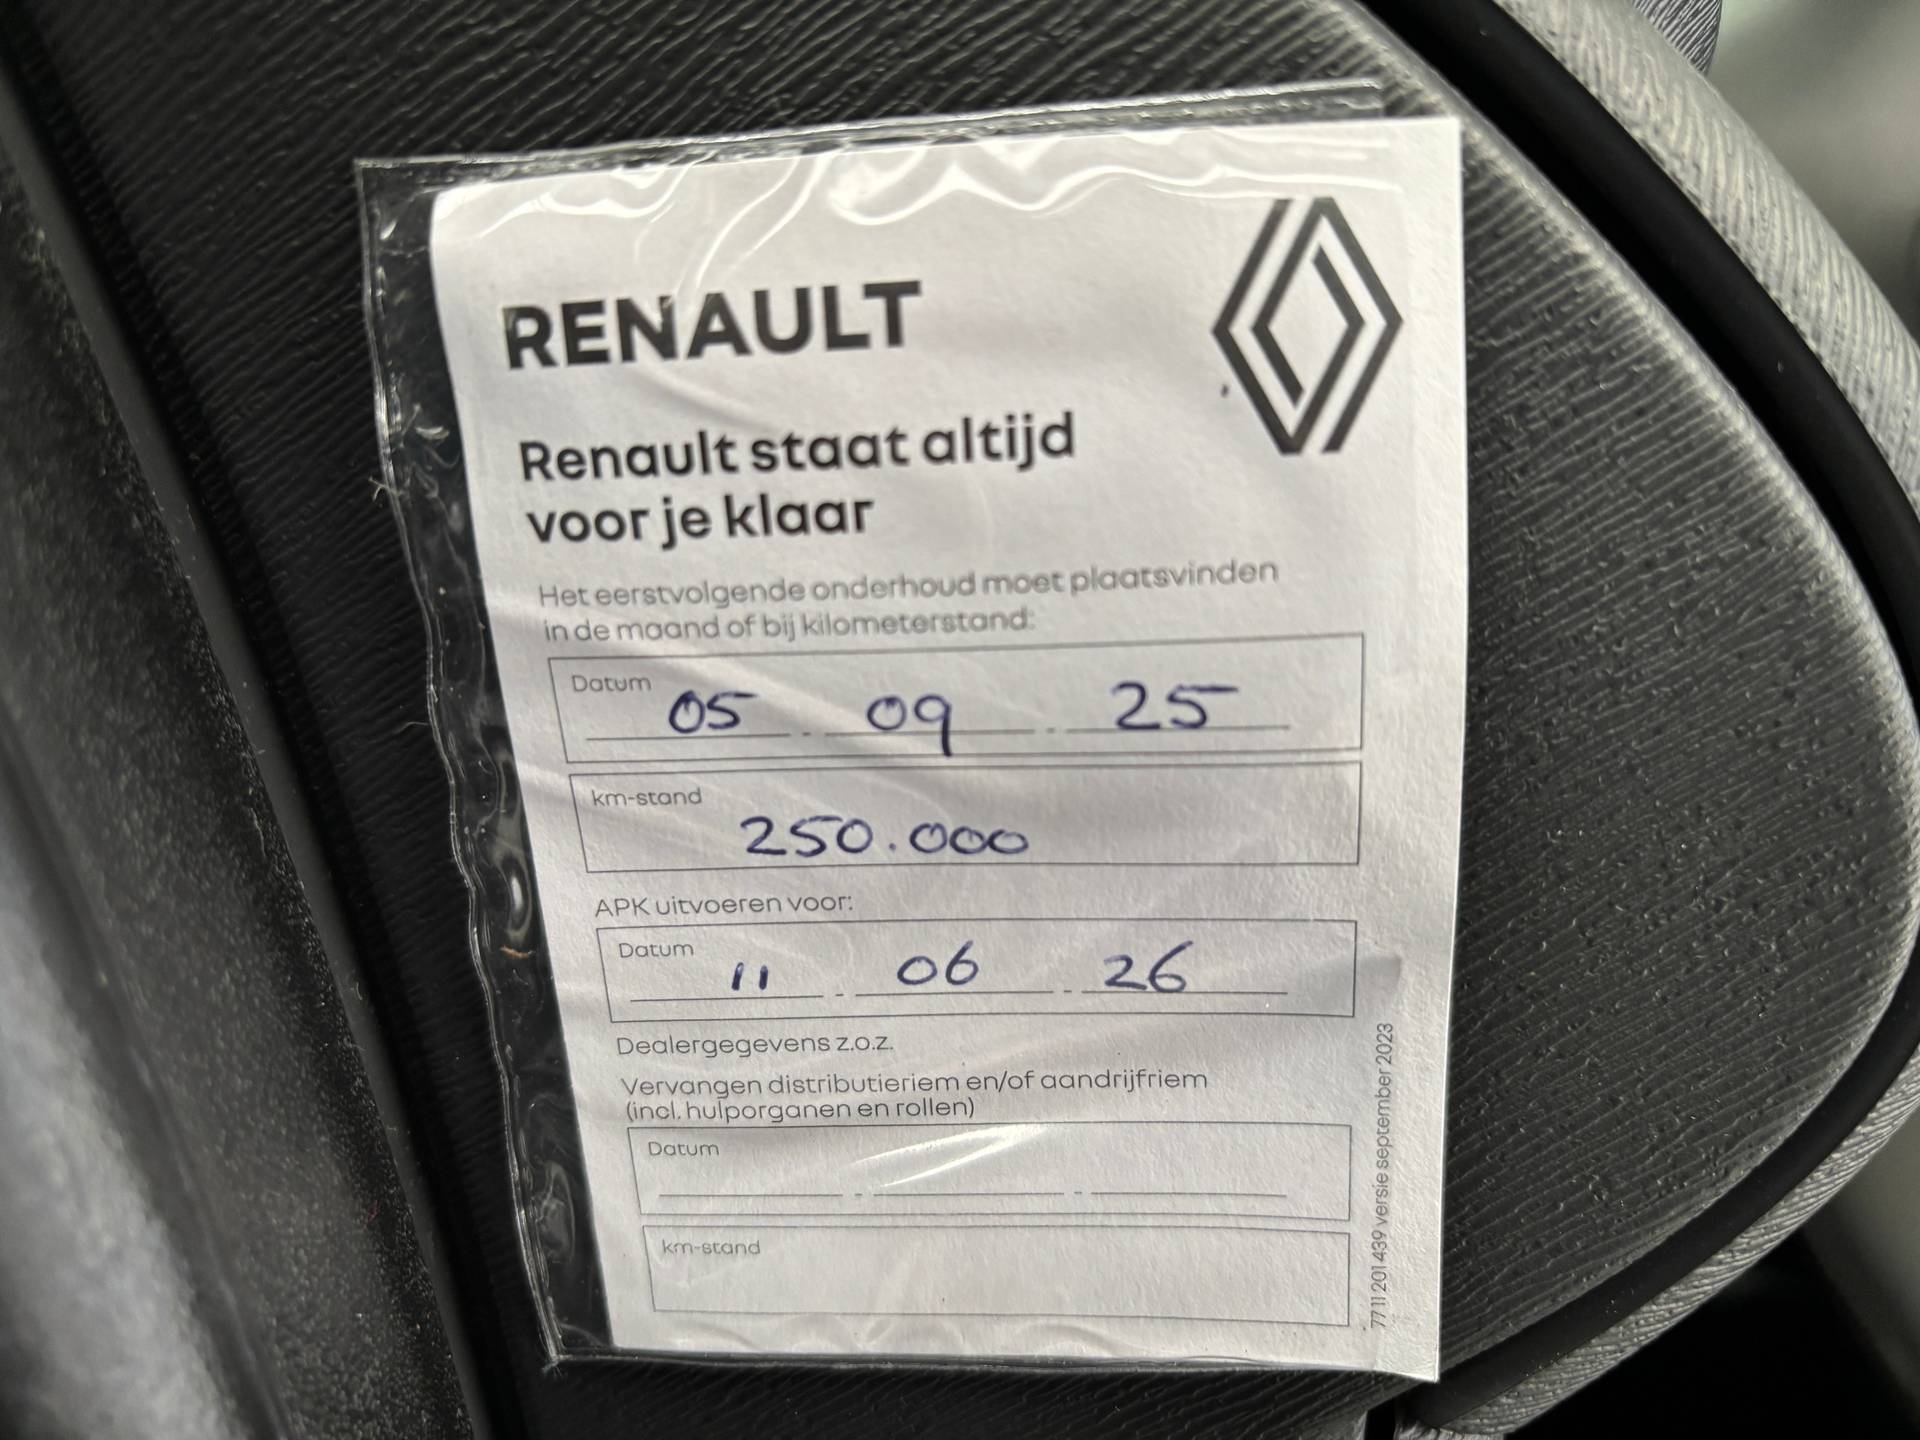 RENAULT
Renault staat altijd
voor je klaar
Het eerstvolgende onderhoud moet plaatsvinden
in de maand of bij kilometerstand:
Datum 05 . 09 . 25
km-stand
250.000
APK uitvoeren voor:
Datum 11 - 06 - 26
Dealergegevens z.o.z.
Vervangen distributieriem en/of aandrijfriem
(incl. hulporganen en rollen)
Datum
km-stand
77 11 201 439 versie september 2023